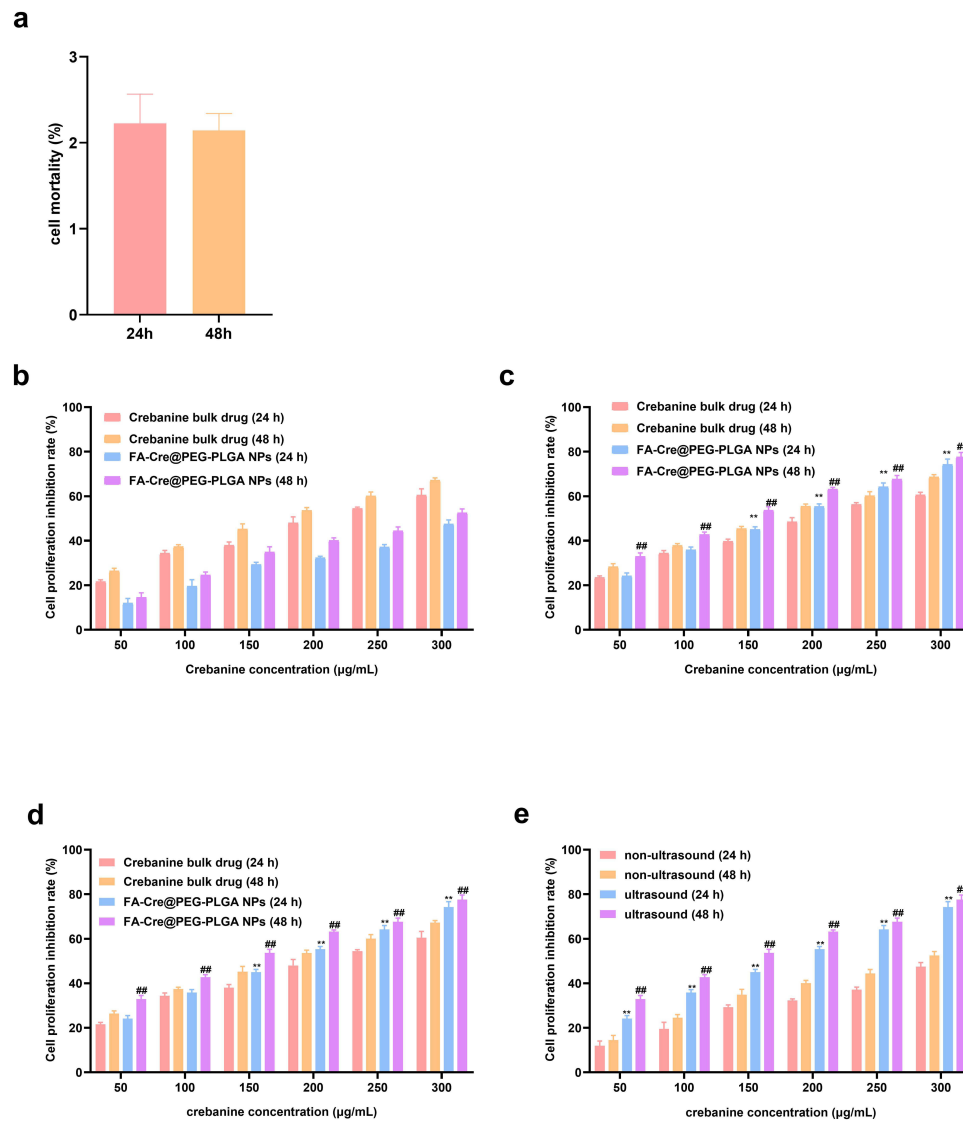 a
cell mortality (%)
3
2
1
0
24h
48h
b
Cell proliferation inhibition rate (%)
100
80
60
40
20
0
Crebanine bulk drug (24 h)
Crebanine bulk drug (48 h)
FA-Cre@PEG-PLGA NPs (24 h)
FA-Cre@PEG-PLGA NPs (48 h)
50 100 150 200 250 300
Crebanine concentration (µg/mL)
c
Cell proliferation inhibition rate (%)
100
80
60
40
20
0
Crebanine bulk drug (24 h)
Crebanine bulk drug (48 h)
FA-Cre@PEG-PLGA NPs (24 h)
FA-Cre@PEG-PLGA NPs (48 h)
## ## ** ## ** ## ** ## ** #
50 100 150 200 250 300
Crebanine concentration (µg/mL)
d
Cell proliferation inhibition rate (%)
100
80
60
40
20
0
Crebanine bulk drug (24 h)
Crebanine bulk drug (48 h)
FA-Cre@PEG-PLGA NPs (24 h)
FA-Cre@PEG-PLGA NPs (48 h)
## ## ** ## ** ## ** ## ** ##
50 100 150 200 250 300
crebanine concentration (µg/mL)
e
Cell proliferation inhibition rate (%)
100
80
60
40
20
0
non-ultrasound (24 h)
non-ultrasound (48 h)
ultrasound (24 h)
ultrasound (48 h)
** ## ** ## ** ## ** ## ** ## ** #
50 100 150 200 250 300
crebanine concentration (µg/mL)